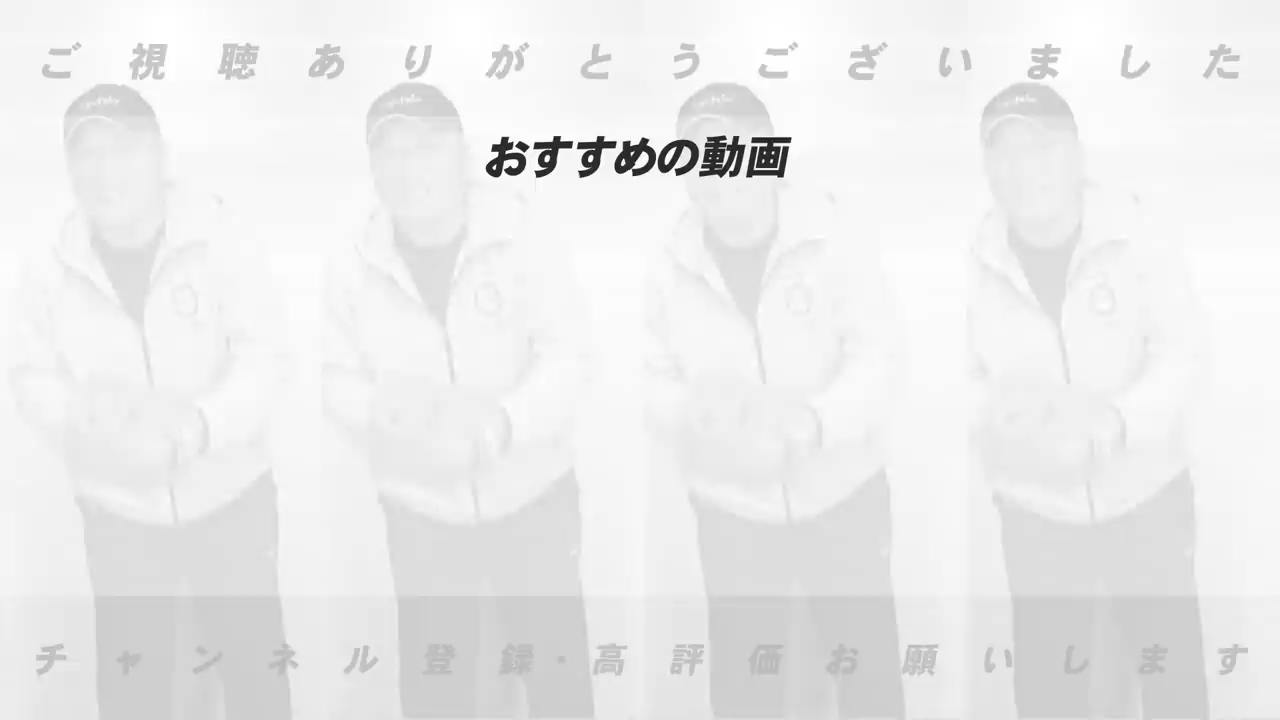 ご視聴ありがとうございました
おすすめの動画
チャンネル登録・高評価お願いします